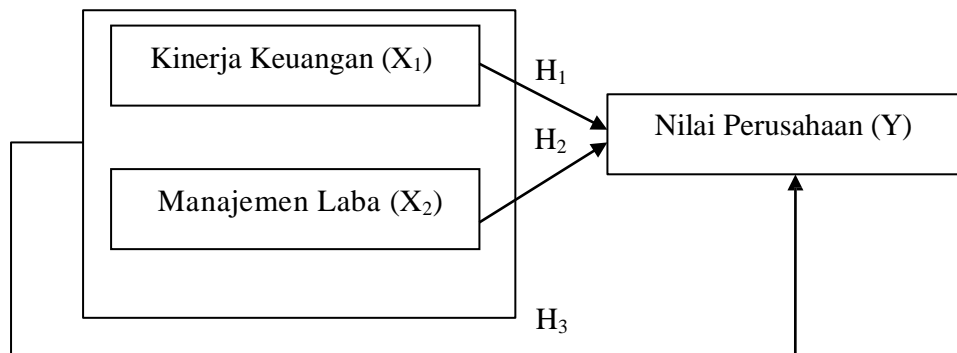 Kinerja Keuangan (X₁)
H₁
Nilai Perusahaan (Y)
H₂
Manajemen Laba (X₂)
H₃